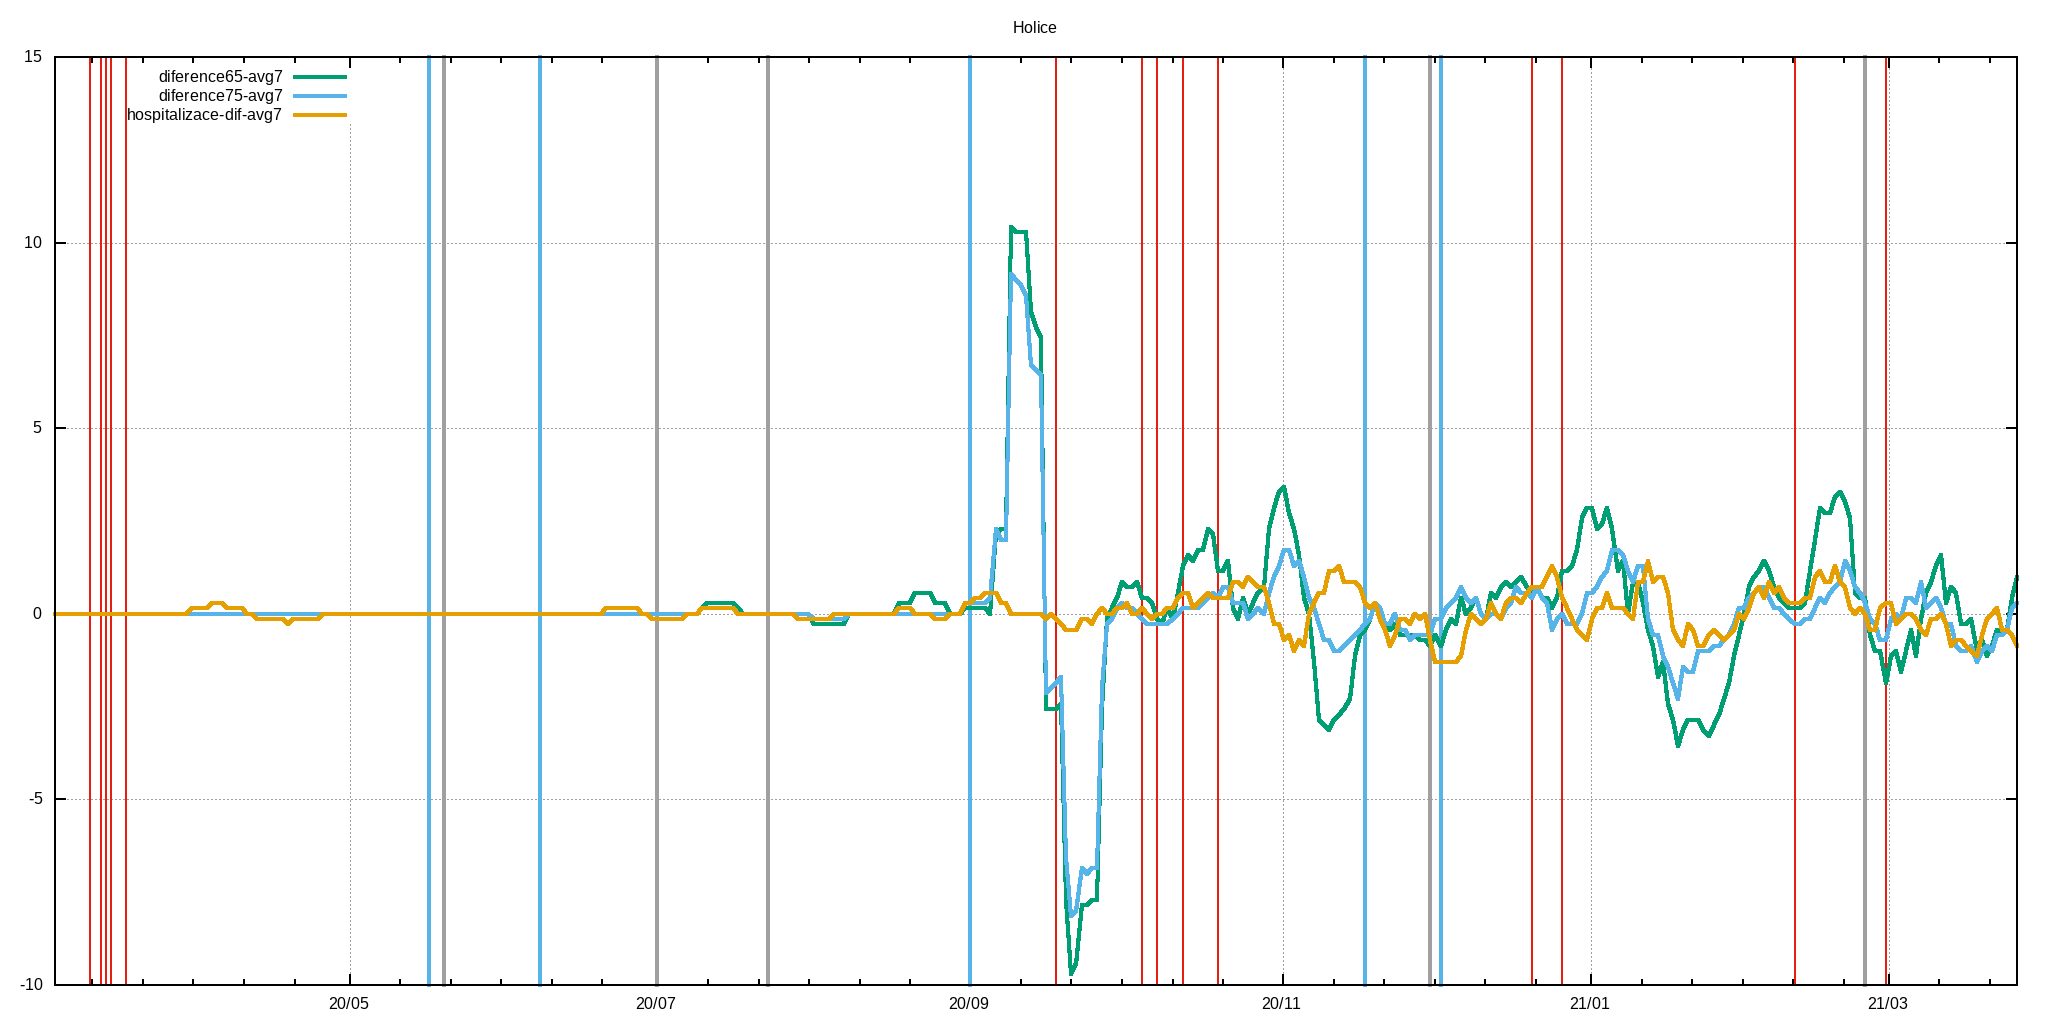 Holice
15
diference65-avg7
diference75-avg7
hospitalizace-dif-avg7
10
5
0
-5
-10
20/05 20/07 20/09 20/11 21/01 21/03